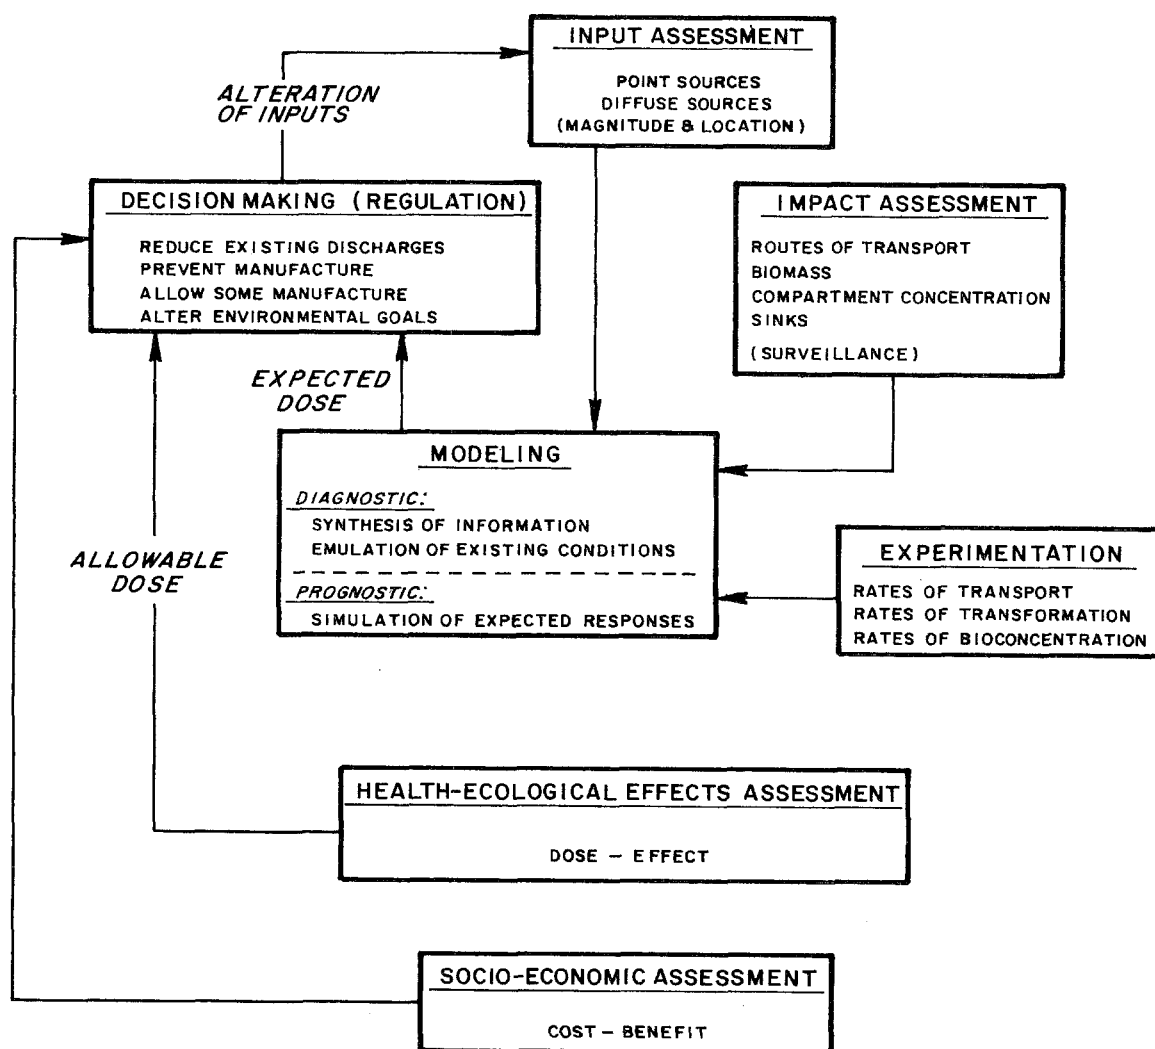 INPUT ASSESSMENT
POINT SOURCES
DIFFUSE SOURCES
(MAGNITUDE & LOCATION)
ALTERATION
OF INPUTS
DECISION MAKING (REGULATION)
REDUCE EXISTING DISCHARGES
PREVENT MANUFACTURE
ALLOW SOME MANUFACTURE
ALTER ENVIRONMENTAL GOALS
IMPACT ASSESSMENT
ROUTES OF TRANSPORT
BIOMASS
COMPARTMENT CONCENTRATION
SINKS
(SURVEILLANCE)
EXPECTED
DOSE
MODELING
DIAGNOSTIC:
SYNTHESIS OF INFORMATION
EMULATION OF EXISTING CONDITIONS
PROGNOSTIC:
SIMULATION OF EXPECTED RESPONSES
ALLOWABLE
DOSE
EXPERIMENTATION
RATES OF TRANSPORT
RATES OF TRANSFORMATION
RATES OF BIOCONCENTRATION
HEALTH-ECOLOGICAL EFFECTS ASSESSMENT
DOSE – EFFECT
SOCIO-ECONOMIC ASSESSMENT
COST – BENEFIT